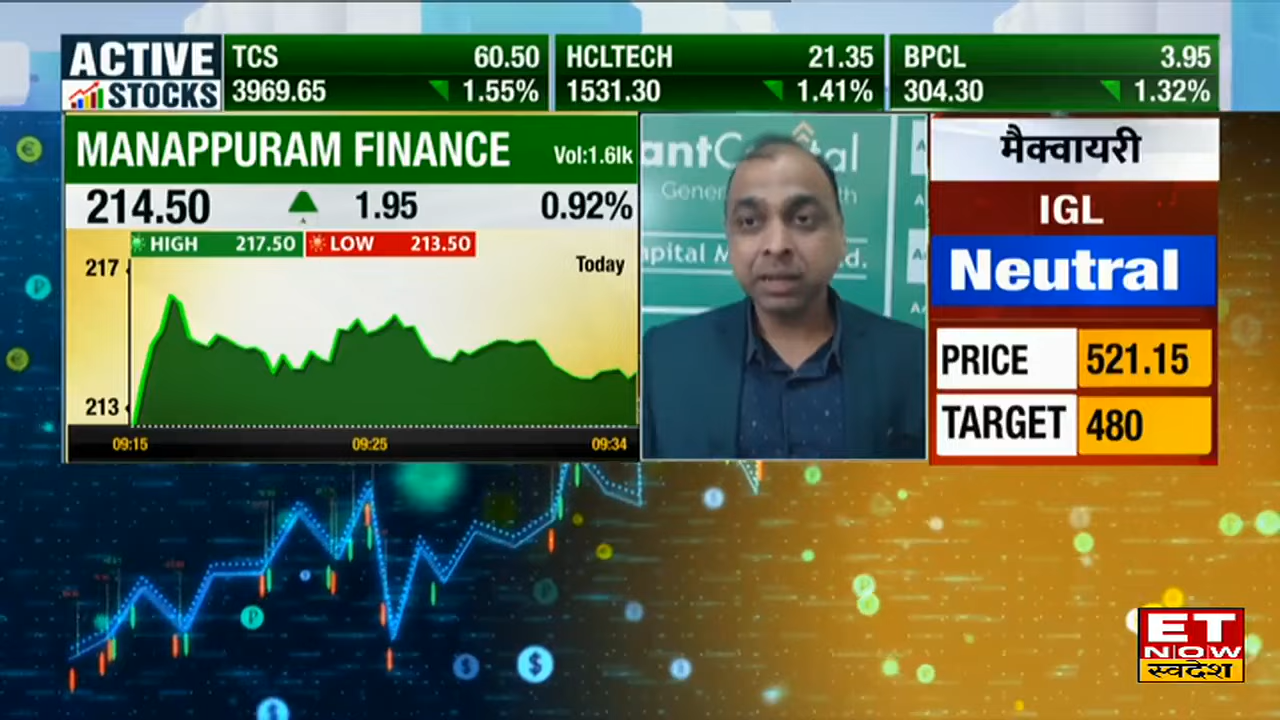 ACTIVE
STOCKS
TCS 60.50
3969.65 1.55%
HCLTECH 21.35
1531.30 1.41%
BPCL 3.95
304.30 1.32%
MANAPPURAM FINANCE Vol:1.6lk
214.50 1.95 0.92%
HIGH 217.50 LOW 213.50
Today
217
213
09:15 09:25 09:34
मैक्वायरी
IGL
Neutral
PRICE 521.15
TARGET 480
ET
NOW
स्वदेश